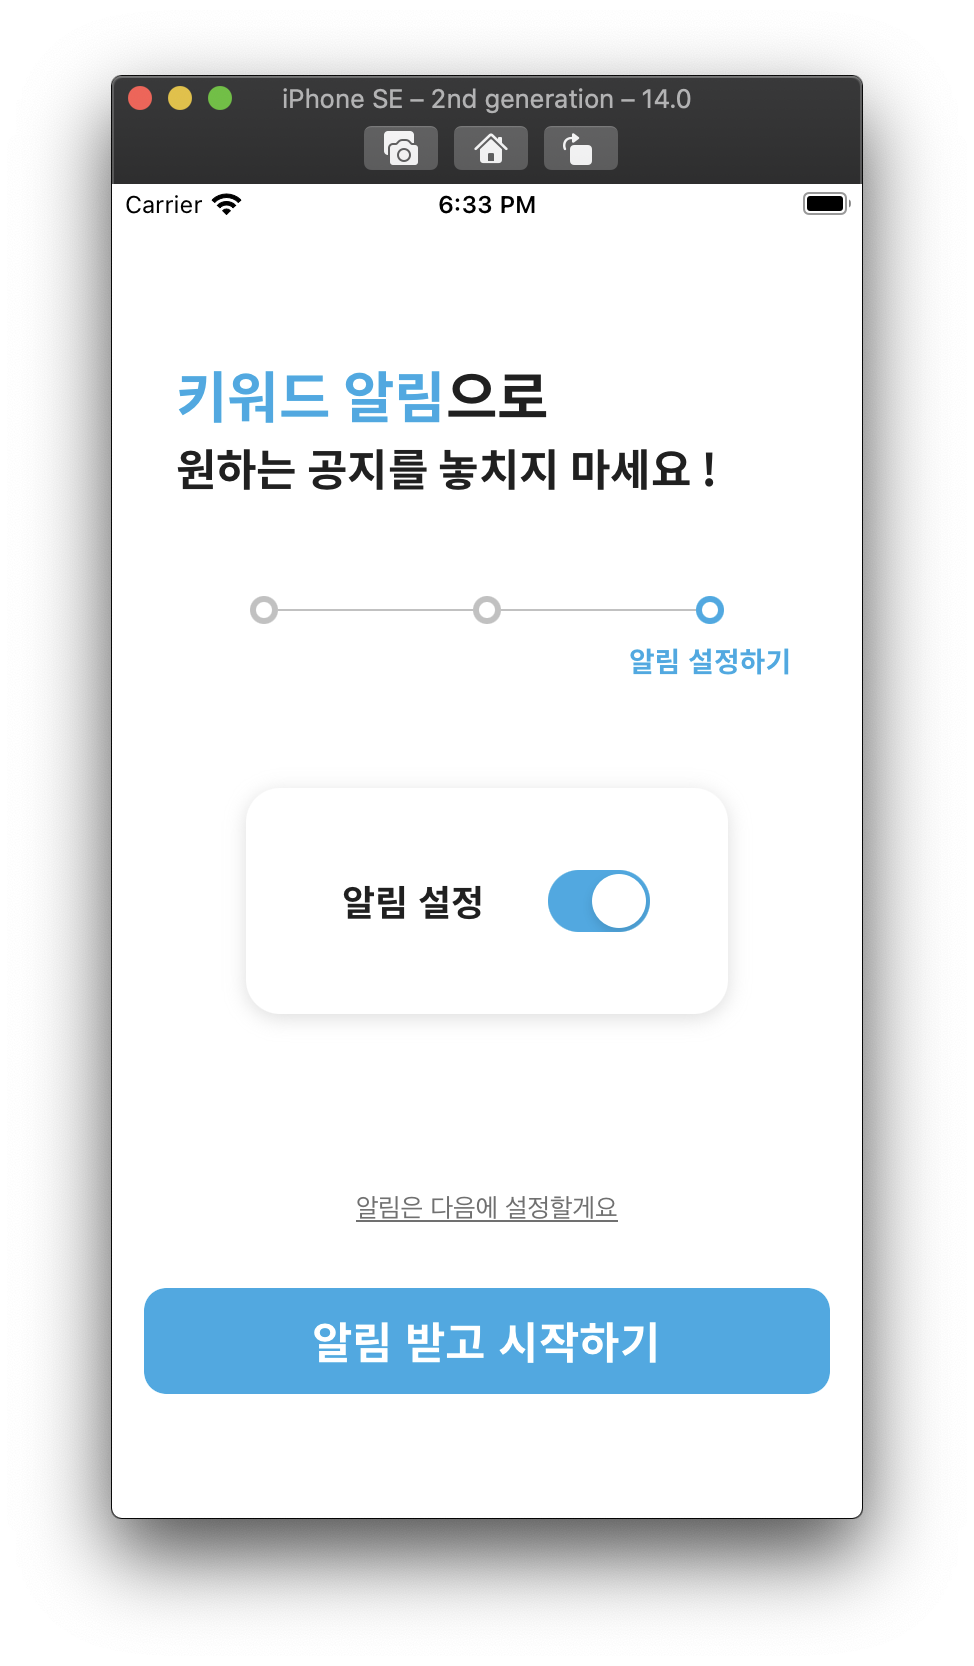 iPhone SE – 2nd generation – 14.0
Carrier 6:33 PM
키워드 알림으로
원하는 공지를 놓치지 마세요 !
알림 설정하기
알림 설정
알림은 다음에 설정할게요
알림 받고 시작하기